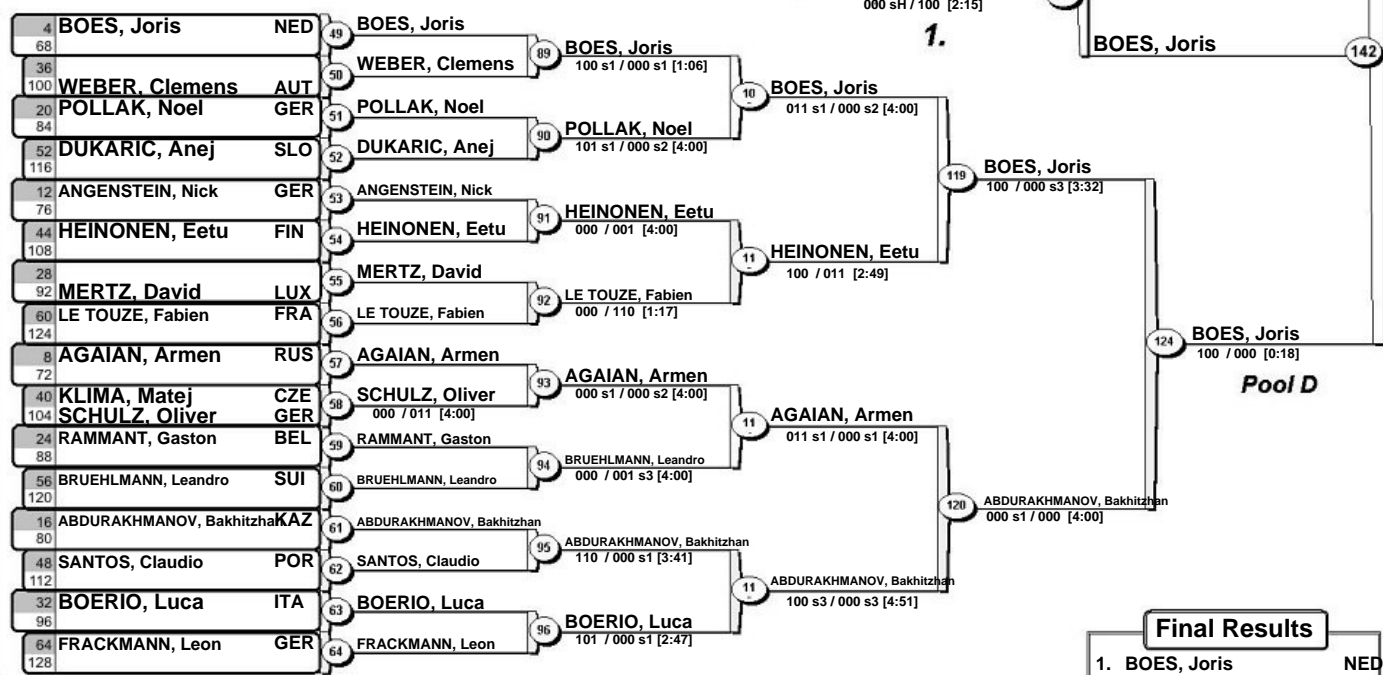 000 sH / 100 [2:15]
1.
BOES, Joris
142
4 BOES, Joris NED
68
49
BOES, Joris
36
100 WEBER, Clemens AUT
50
WEBER, Clemens
89
BOES, Joris
100 s1 / 000 s1 [1:06]
20 POLLAK, Noel GER
84
51
POLLAK, Noel
52 DUKARIC, Anej SLO
116
52
DUKARIC, Anej
90
POLLAK, Noel
101 s1 / 000 s2 [4:00]
10
BOES, Joris
011 s1 / 000 s2 [4:00]
12 ANGENSTEIN, Nick GER
76
53
ANGENSTEIN, Nick
44 HEINONEN, Eetu FIN
108
54
HEINONEN, Eetu
91
HEINONEN, Eetu
000 / 001 [4:00]
28
92 MERTZ, David LUX
55
MERTZ, David
60 LE TOUZE, Fabien FRA
124
56
LE TOUZE, Fabien
92
LE TOUZE, Fabien
000 / 110 [1:17]
11
HEINONEN, Eetu
100 / 011 [2:49]
119
BOES, Joris
100 / 000 s3 [3:32]
8 AGAIAN, Armen RUS
72
57
AGAIAN, Armen
40 KLIMA, Matej CZE
104 SCHULZ, Oliver GER
58
SCHULZ, Oliver
000 / 011 [4:00]
93
AGAIAN, Armen
000 s1 / 000 s2 [4:00]
24 RAMMANT, Gaston BEL
88
59
RAMMANT, Gaston
56 BRUEHLMANN, Leandro SUI
120
60
BRUEHLMANN, Leandro
94
BRUEHLMANN, Leandro
000 / 001 s3 [4:00]
11
AGAIAN, Armen
011 s1 / 000 s1 [4:00]
16 ABDURAKHMANOV, Bakhitzhan KAZ
80
61
ABDURAKHMANOV, Bakhitzhan
48 SANTOS, Claudio POR
112
62
SANTOS, Claudio
95
ABDURAKHMANOV, Bakhitzhan
110 / 000 s1 [3:41]
32 BOERIO, Luca ITA
96
63
BOERIO, Luca
64 FRACKMANN, Leon GER
128
64
FRACKMANN, Leon
96
BOERIO, Luca
101 / 000 s1 [2:47]
11
ABDURAKHMANOV, Bakhitzhan
100 s3 / 000 s3 [4:51]
120
ABDURAKHMANOV, Bakhitzhan
000 s1 / 000 [4:00]
124
BOES, Joris
100 / 000 [0:18]
Pool D
Final Results
1. BOES, Joris NED